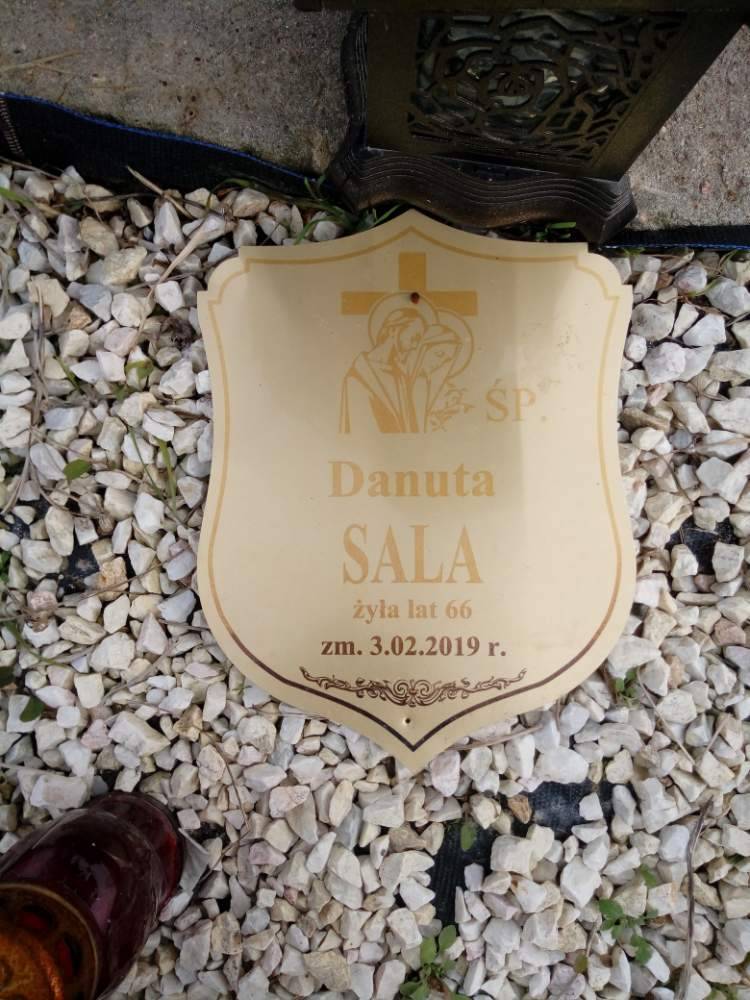 ŚP.
Danuta
SALA
żyła lat 66
zm. 3.02.2019 r.